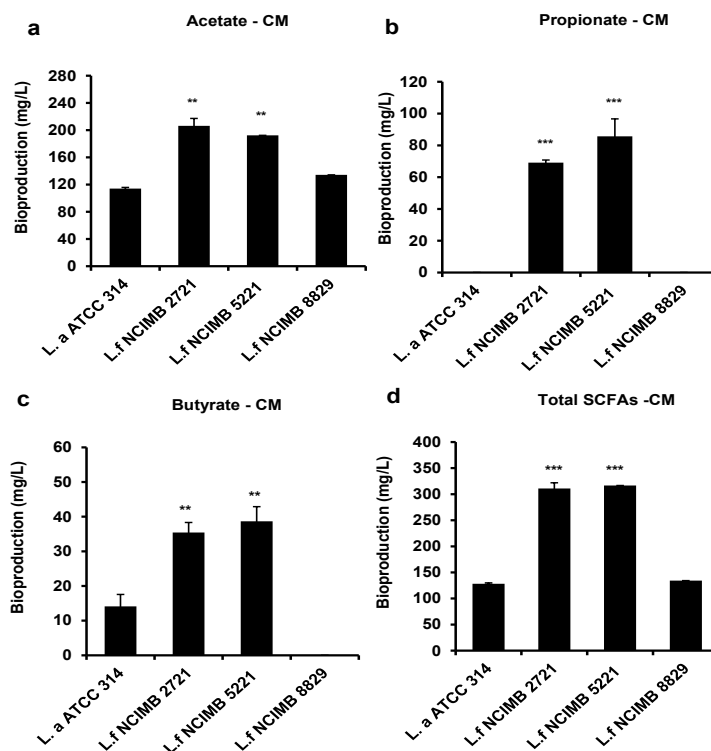 a
Acetate - CM
Bioproduction (mg/L)
280
240
200
160
120
80
40
0
**
**
L. a ATCC 314
L.f NCIMB 2721
L.f NCIMB 5221
L.f NCIMB 8829
b
Propionate - CM
Bioproduction (mg/L)
120
100
80
60
40
20
0
***
***
L. a ATCC 314
L.f NCIMB 2721
L.f NCIMB 5221
L.f NCIMB 8829
c
Butyrate - CM
Bioproduction (mg/L)
60
50
40
30
20
10
0
**
**
L. a ATCC 314
L.f NCIMB 2721
L.f NCIMB 5221
L.f NCIMB 8829
d
Total SCFAs -CM
Bioproduction (mg/L)
400
350
300
250
200
150
100
50
0
***
***
L. a ATCC 314
L.f NCIMB 2721
L.f NCIMB 5221
L.f NCIMB 8829